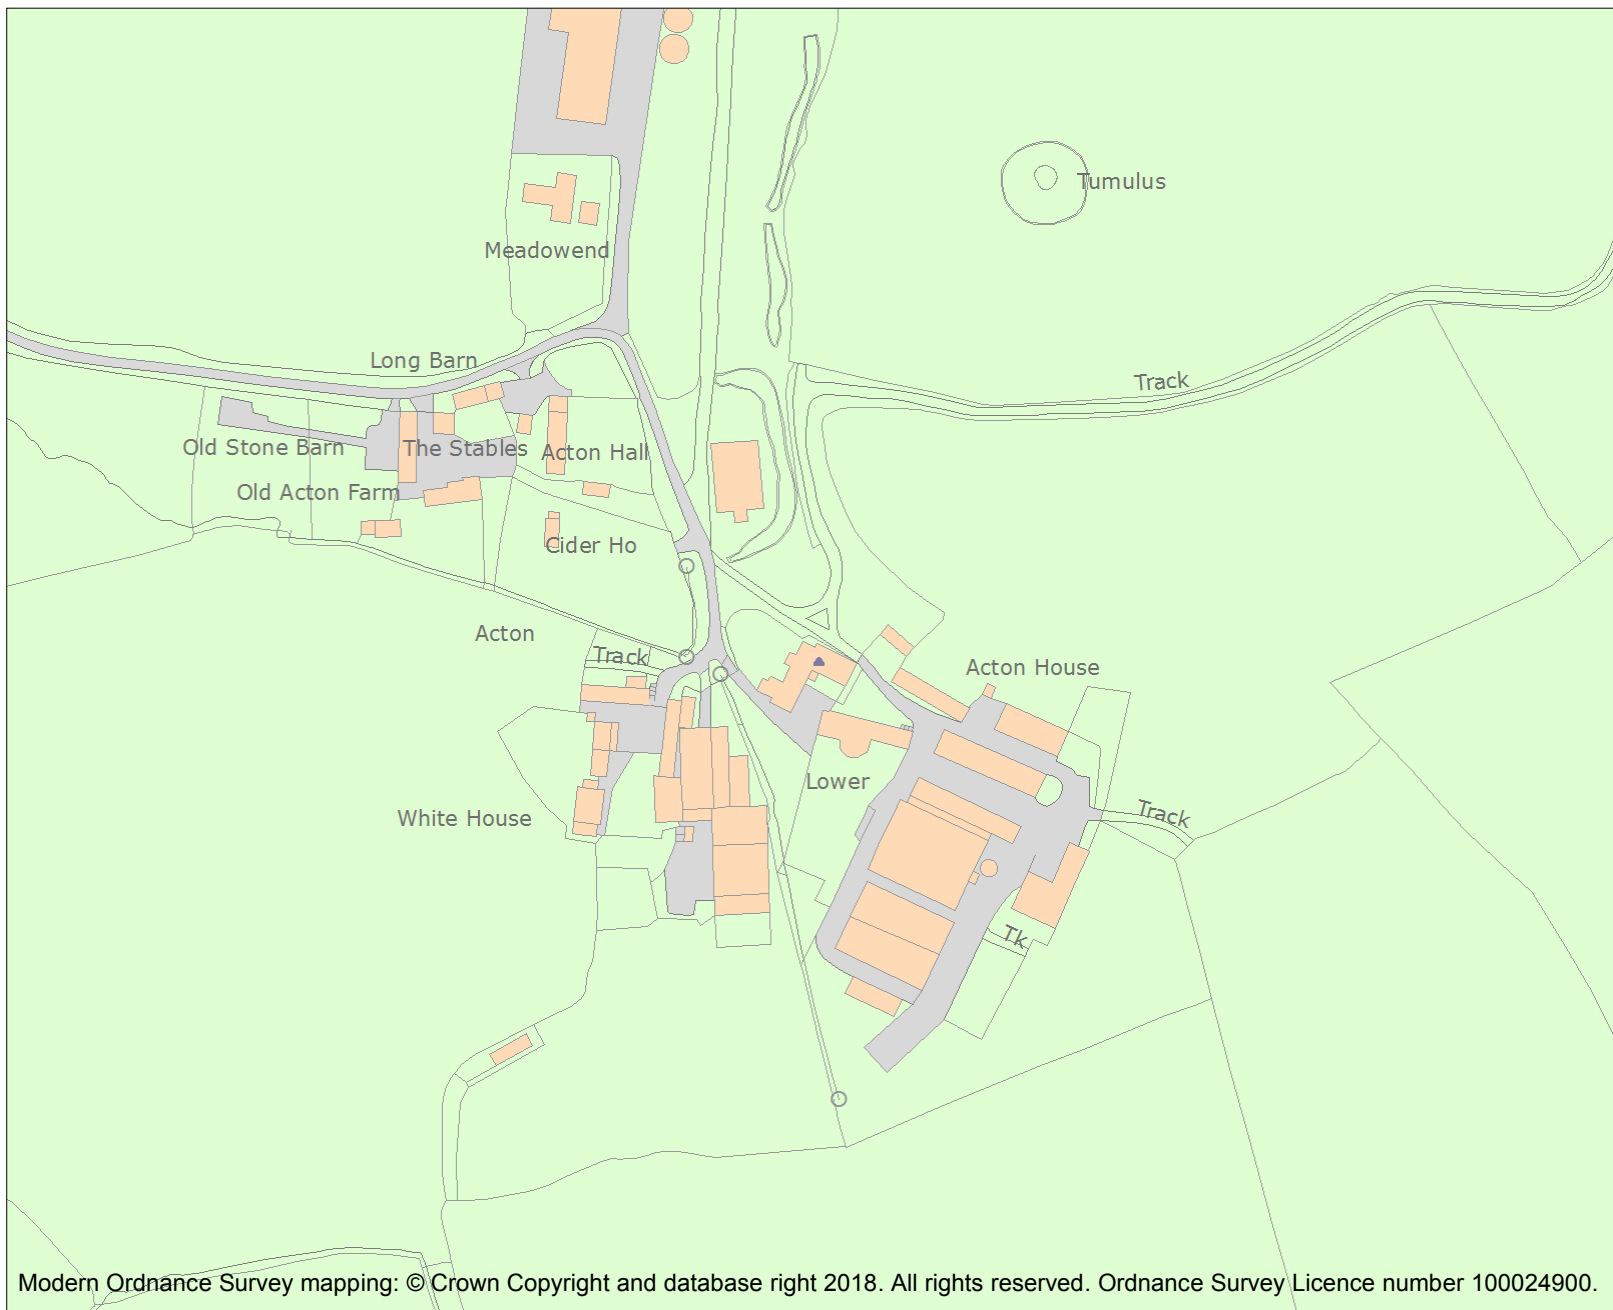 Tumulus
Meadowend
Long Barn
Track
Old Stone Barn
The Stables
Acton Hall
Old Acton Farm
Cider Ho
Acton
Track
Acton House
Lower
White House
Track
Tk
Modern Ordnance Survey mapping: © Crown Copyright and database right 2018. All rights reserved. Ordnance Survey Licence number 100024900.